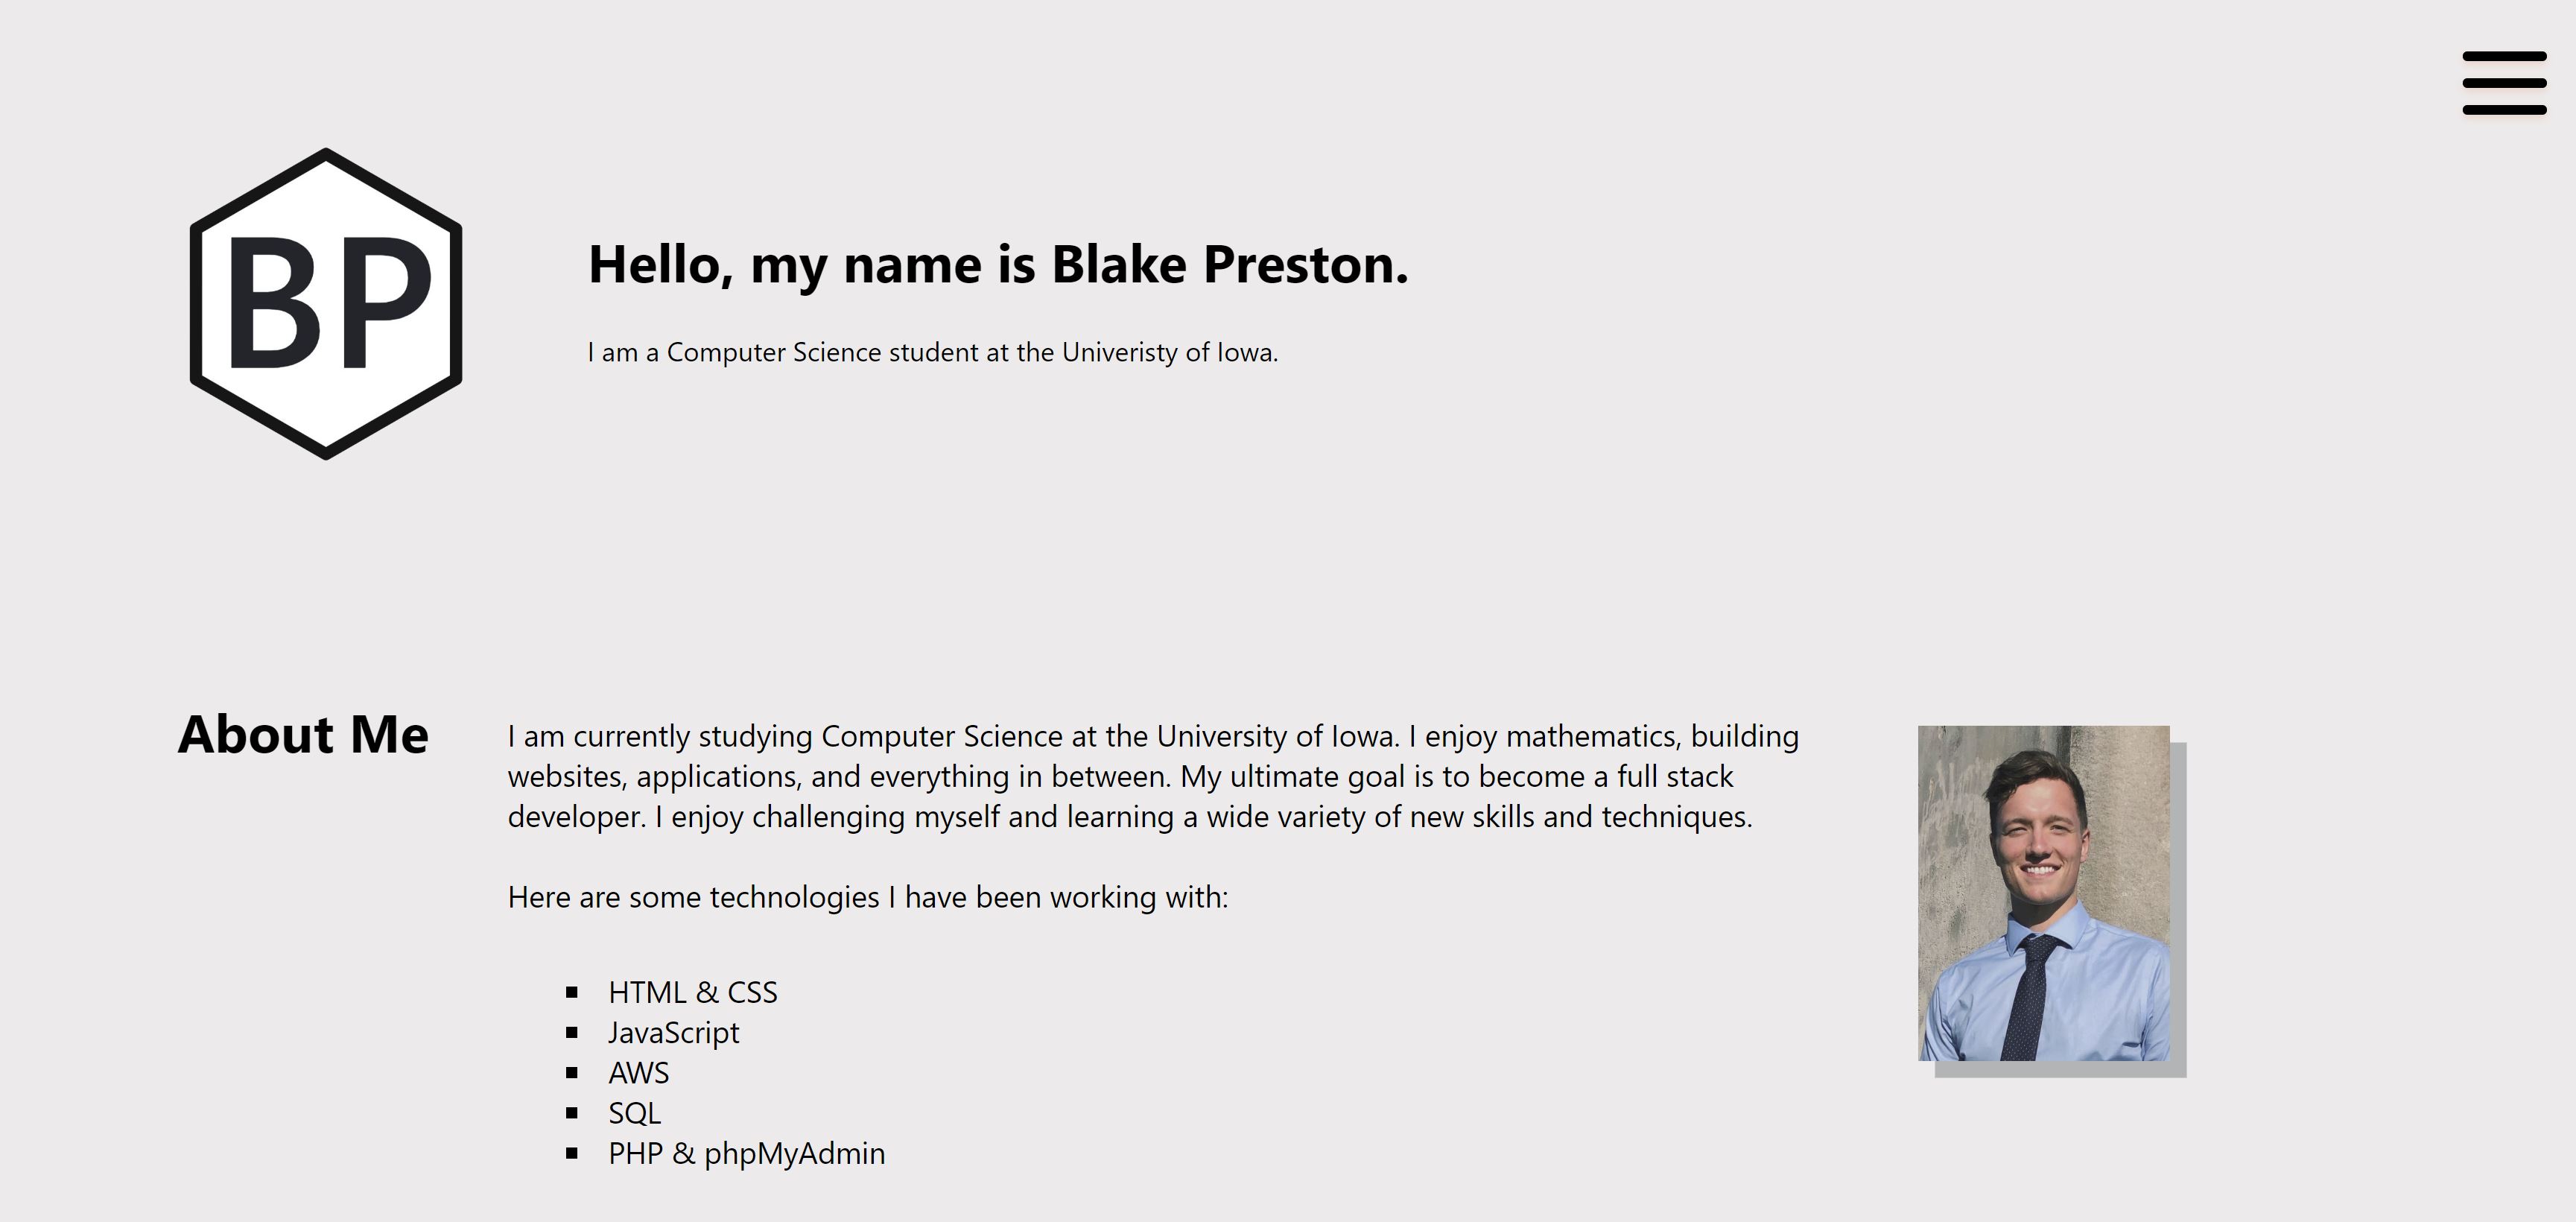 BP
Hello, my name is Blake Preston.
I am a Computer Science student at the Univeristy of Iowa.
About Me
I am currently studying Computer Science at the University of Iowa. I enjoy mathematics, building
websites, applications, and everything in between. My ultimate goal is to become a full stack
developer. I enjoy challenging myself and learning a wide variety of new skills and techniques.
Here are some technologies I have been working with:
HTML & CSS
JavaScript
AWS
SQL
PHP & phpMyAdmin